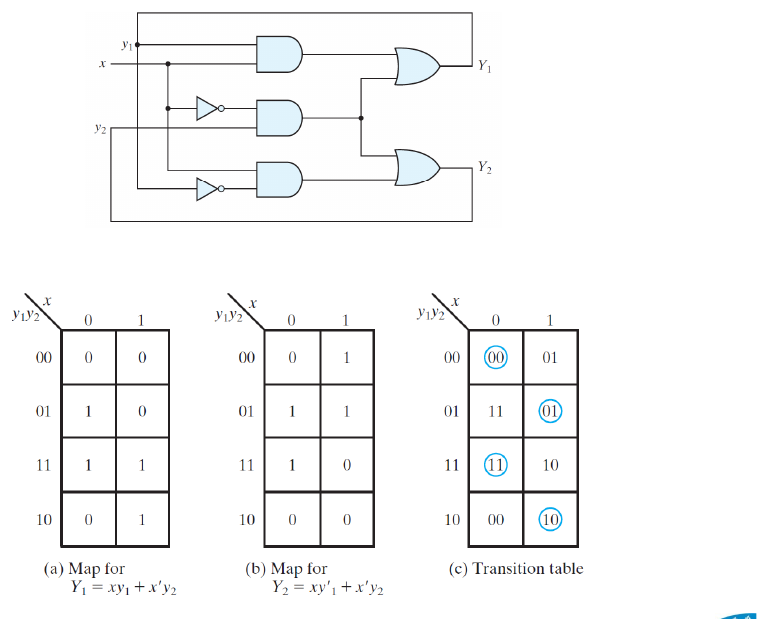 y₁
x
Y₁
y₂
Y₂
x
y₁y₂
0 1
00 0 0
01 1 0
11 1 1
10 0 1
(a) Map for
Y₁ = xy₁ + x'y₂
x
y₁y₂
0 1
00 0 1
01 1 1
11 1 0
10 0 0
(b) Map for
Y₂ = xy'₁ + x'y₂
x
y₁y₂
0 1
00 00 01
01 11 01
11 11 10
10 00 10
(c) Transition table